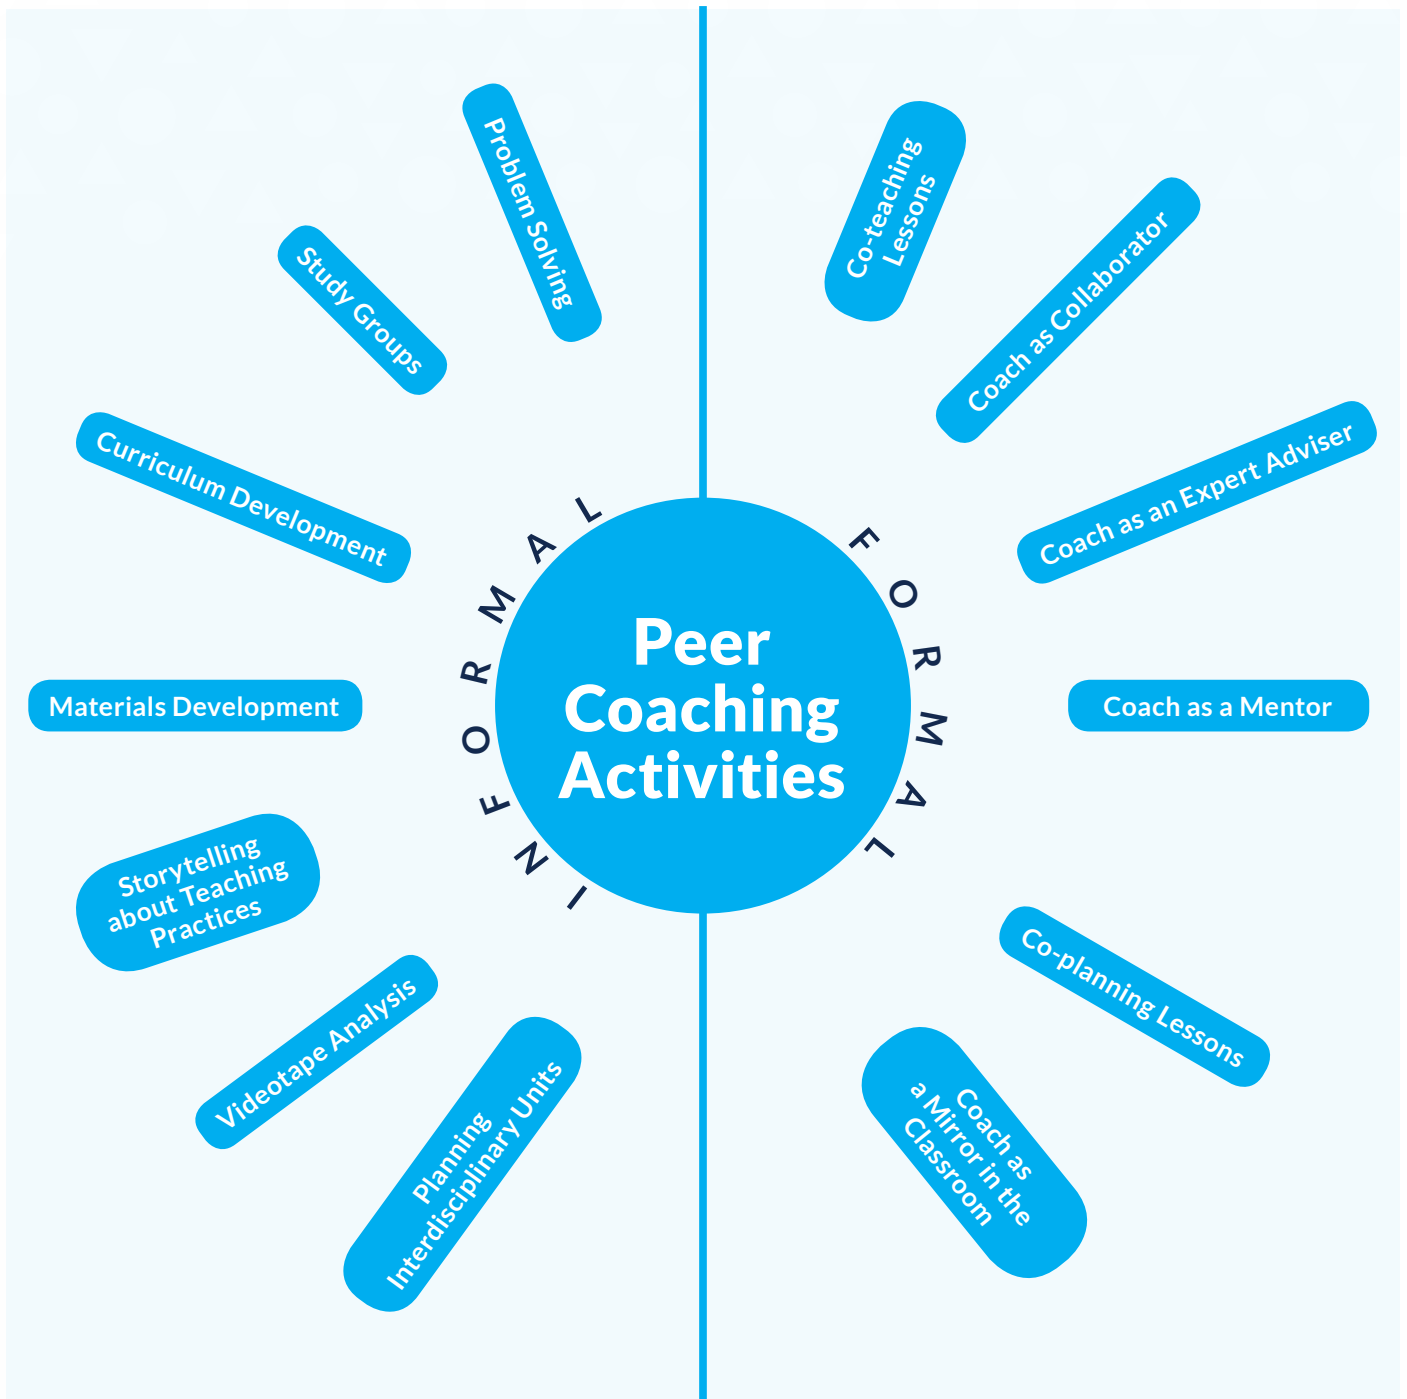 Peer
Coaching
Activities
INFORMAL
Problem Solving
Study Groups
Curriculum Development
Materials Development
Storytelling
about Teaching
Practices
Videotape Analysis
Planning
Interdisciplinary Units
FORMAL
Co-teaching
Lessons
Coach as Collaborator
Coach as an Expert Adviser
Coach as a Mentor
Co-planning Lessons
Coach as
a Mirror in the
Classroom